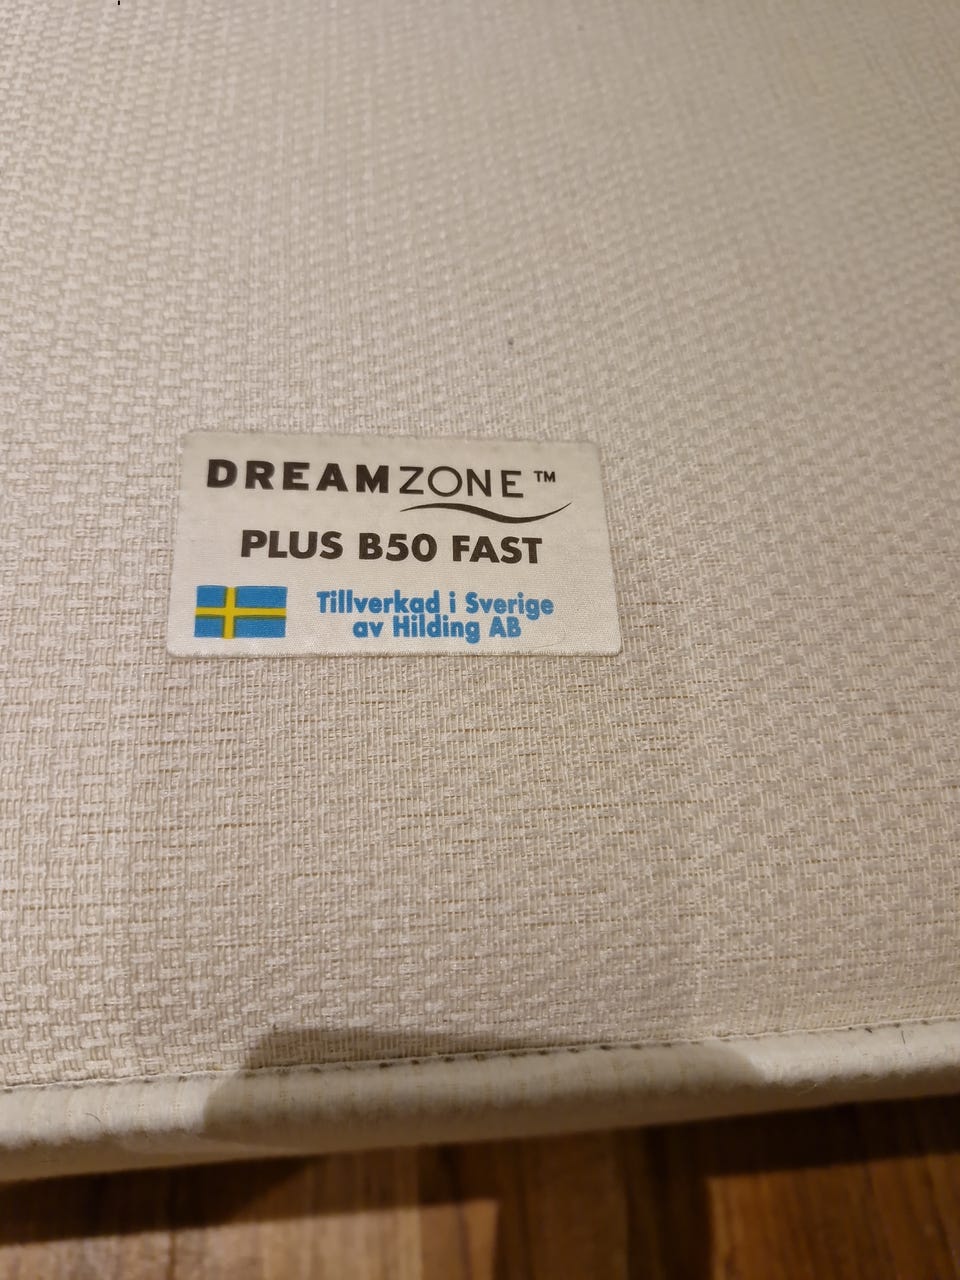 DREAMZONE™
PLUS B50 FAST
Tillverkad i Sverige
av Hilding AB